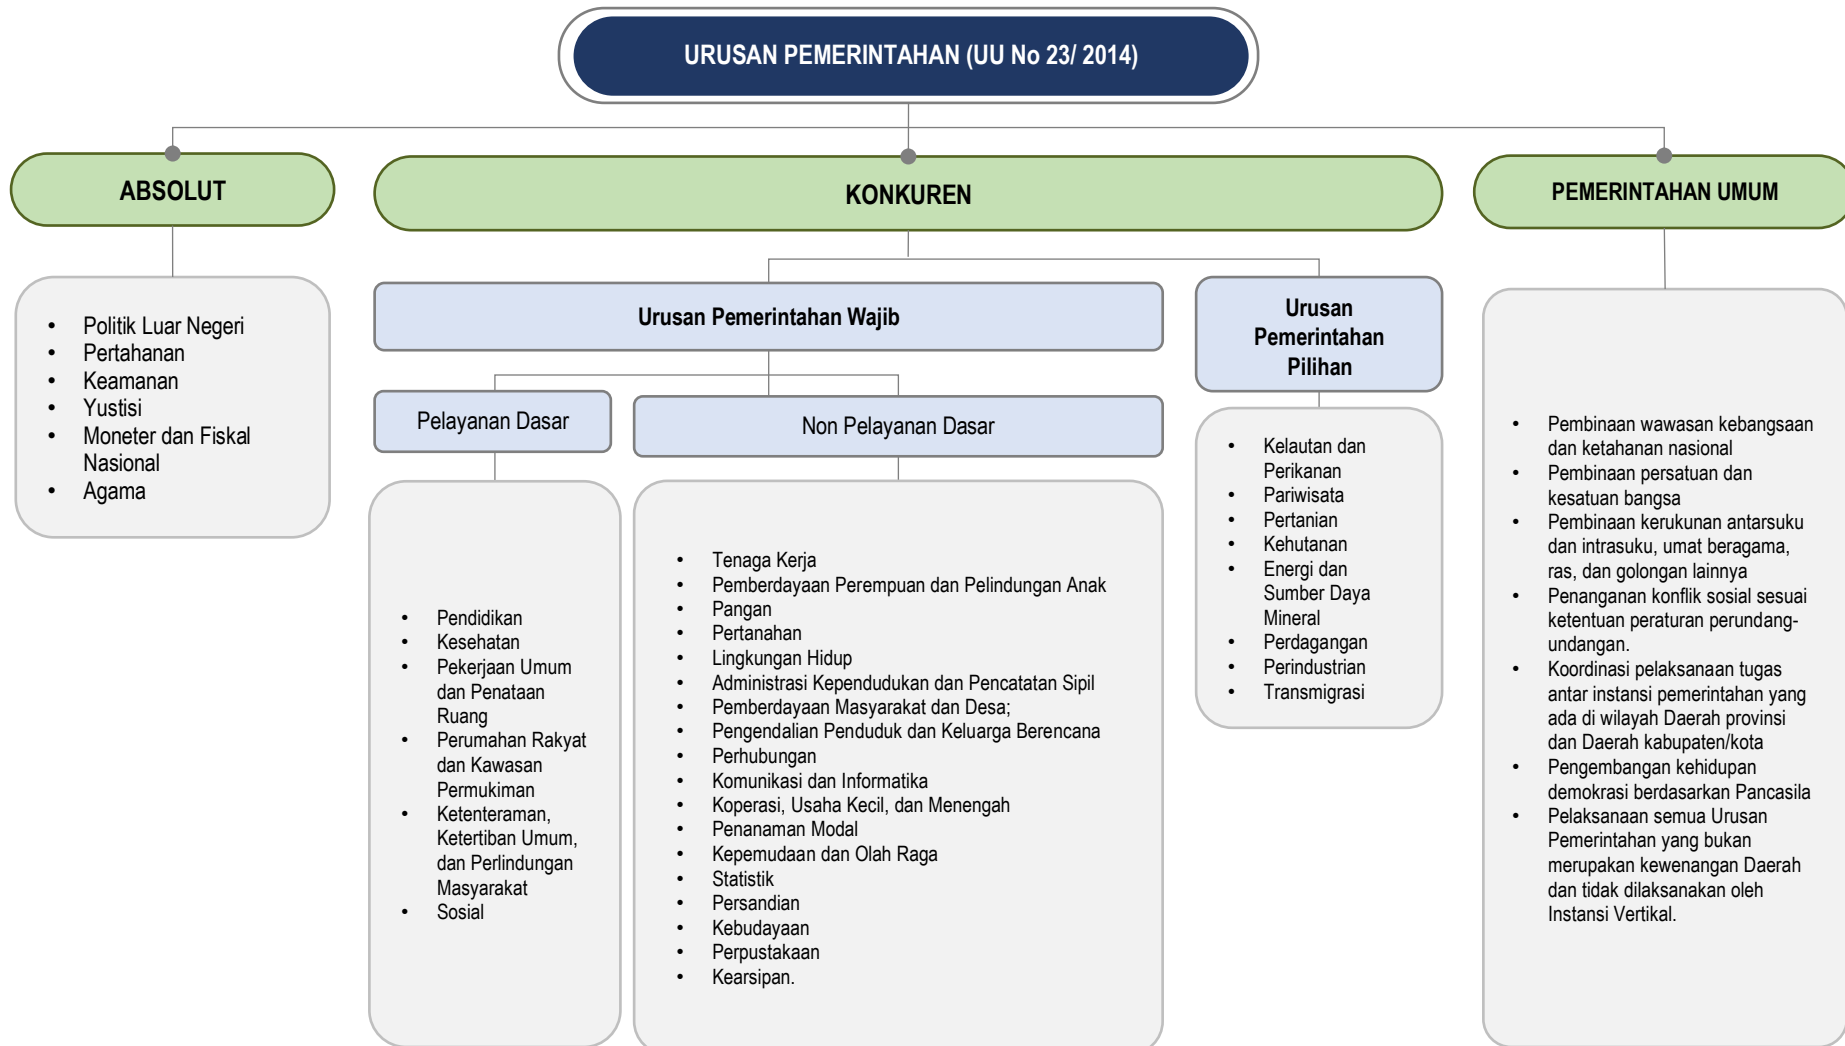 URUSAN PEMERINTAHAN (UU No 23/ 2014)
ABSOLUT
• Politik Luar Negeri
• Pertahanan
• Keamanan
• Yustisi
• Moneter dan Fiskal
Nasional
• Agama
KONKUREN
Urusan Pemerintahan Wajib
Pelayanan Dasar
• Pendidikan
• Kesehatan
• Pekerjaan Umum
dan Penataan
Ruang
• Perumahan Rakyat
dan Kawasan
Permukiman
• Ketenteraman,
Ketertiban Umum,
dan Perlindungan
Masyarakat
• Sosial
Non Pelayanan Dasar
• Tenaga Kerja
• Pemberdayaan Perempuan dan Pelindungan Anak
• Pangan
• Pertanahan
• Lingkungan Hidup
• Administrasi Kependudukan dan Pencatatan Sipil
• Pemberdayaan Masyarakat dan Desa;
• Pengendalian Penduduk dan Keluarga Berencana
• Perhubungan
• Komunikasi dan Informatika
• Koperasi, Usaha Kecil, dan Menengah
• Penanaman Modal
• Kepemudaan dan Olah Raga
• Statistik
• Persandian
• Kebudayaan
• Perpustakaan
• Kearsipan.
Urusan
Pemerintahan
Pilihan
• Kelautan dan
Perikanan
• Pariwisata
• Pertanian
• Kehutanan
• Energi dan
Sumber Daya
Mineral
• Perdagangan
• Perindustrian
• Transmigrasi
PEMERINTAHAN UMUM
• Pembinaan wawasan kebangsaan
dan ketahanan nasional
• Pembinaan persatuan dan
kesatuan bangsa
• Pembinaan kerukunan antarsuku
dan intrasuku, umat beragama,
ras, dan golongan lainnya
• Penanganan konflik sosial sesuai
ketentuan peraturan perundang-
undangan.
• Koordinasi pelaksanaan tugas
antar instansi pemerintahan yang
ada di wilayah Daerah provinsi
dan Daerah kabupaten/kota
• Pengembangan kehidupan
demokrasi berdasarkan Pancasila
• Pelaksanaan semua Urusan
Pemerintahan yang bukan
merupakan kewenangan Daerah
dan tidak dilaksanakan oleh
Instansi Vertikal.